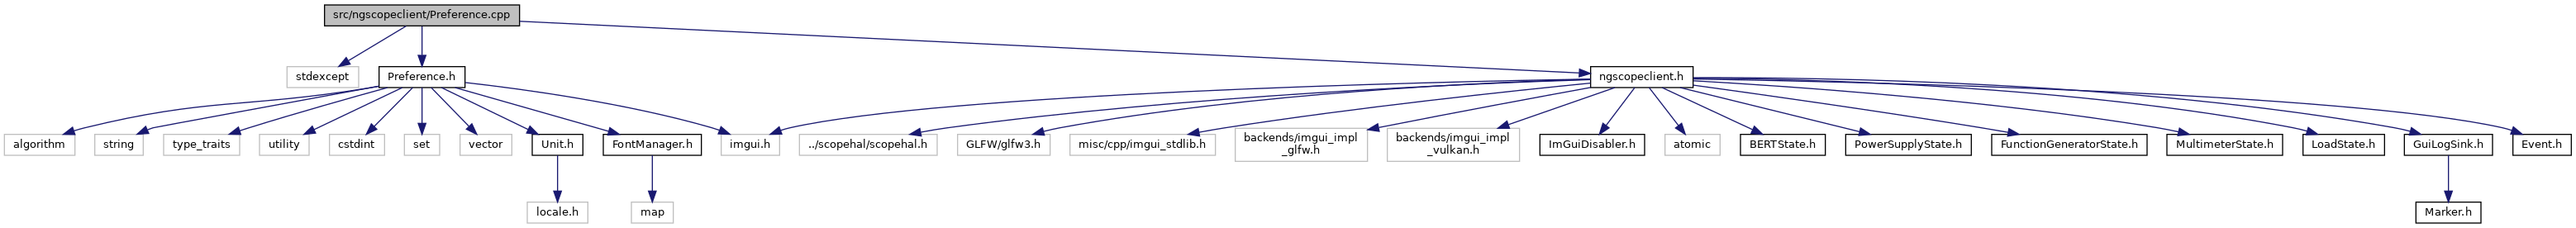 src/ngscopeclient/Preference.cpp
stdexcept
Preference.h
ngscopeclient.h
algorithm
string
type_traits
utility
cstdint
set
vector
Unit.h
FontManager.h
imgui.h
../scopehal/scopehal.h
GLFW/glfw3.h
misc/cpp/imgui_stdlib.h
backends/imgui_impl
_glfw.h
backends/imgui_impl
_vulkan.h
ImGuiDisabler.h
atomic
BERTState.h
PowerSupplyState.h
FunctionGeneratorState.h
MultimeterState.h
LoadState.h
GuiLogSink.h
Event.h
locale.h
map
Marker.h